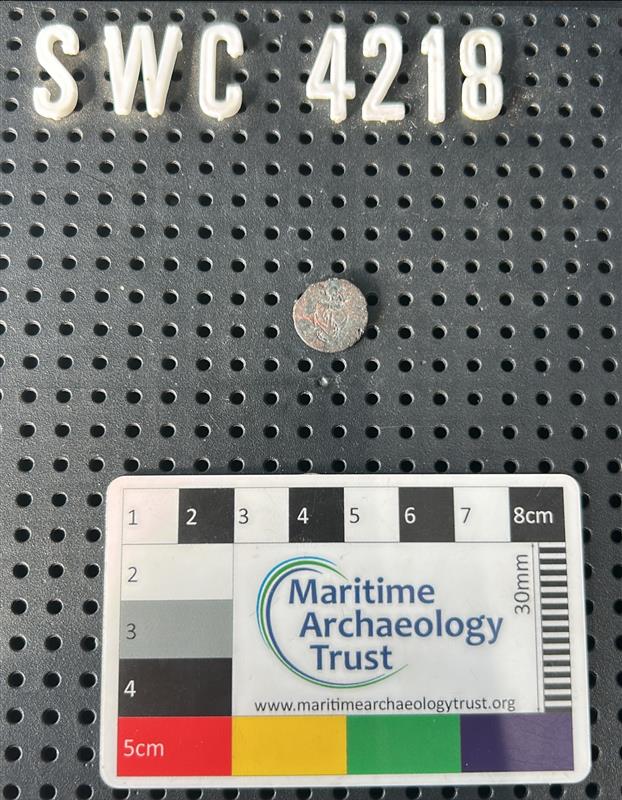 SWC 4218
1 2 3 4 5 6 7 8cm
2
3
4
5cm
30mm
Maritime
Archaeology
Trust
www.maritimearchaeologytrust.org